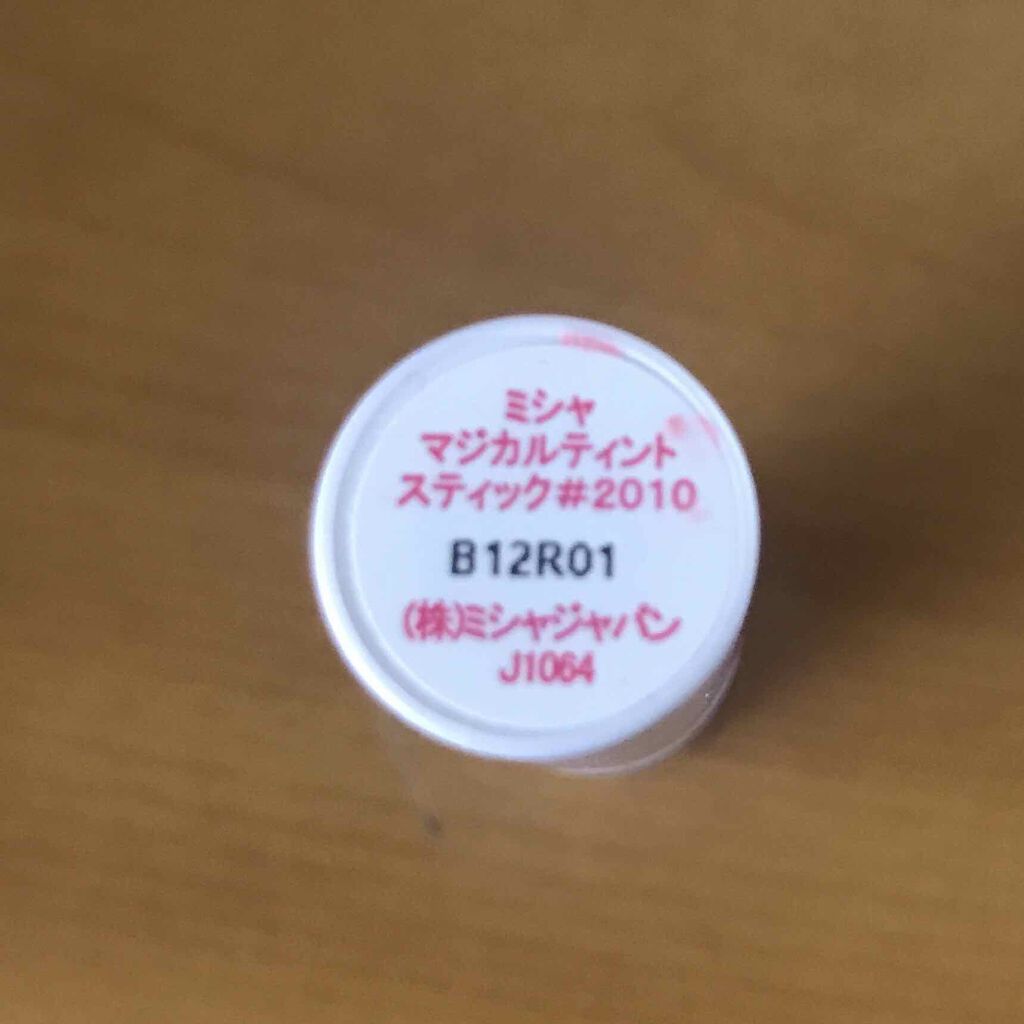 ミシャ
マジカルティント
スティック#2010
B12R01
(株)ミシャジャパン
J1064